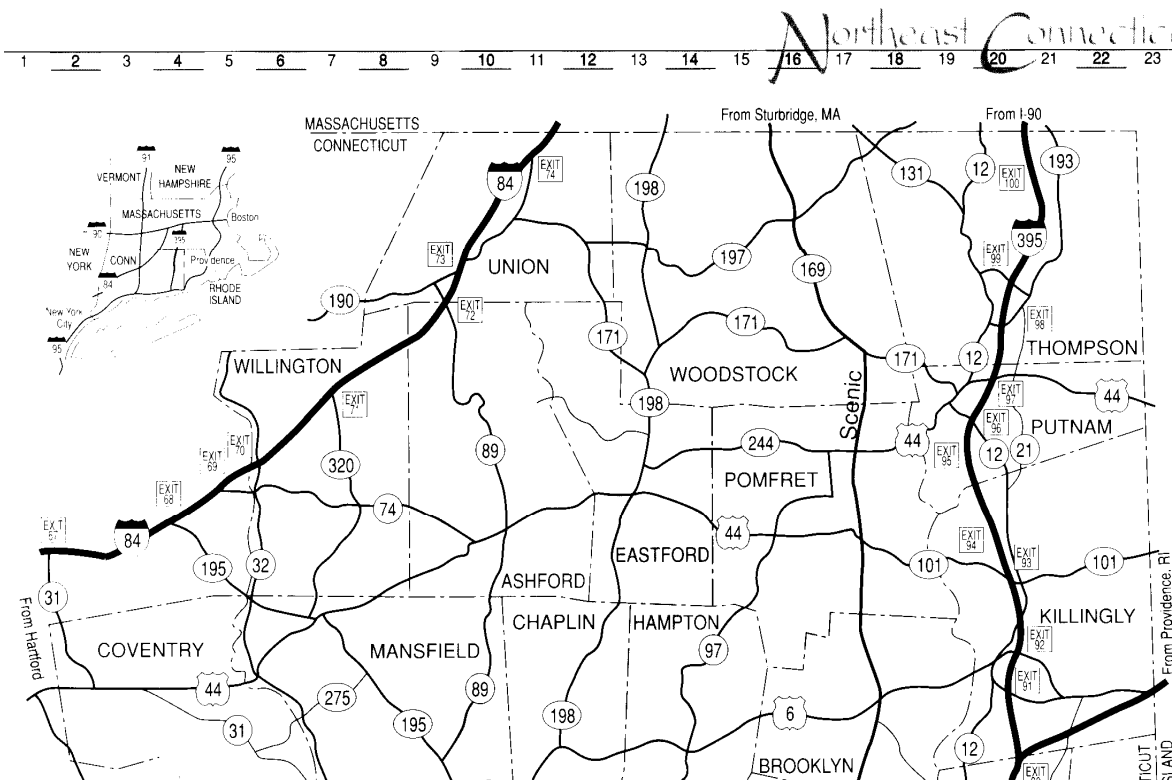 Northeast Connectic
1 2 3 4 5 6 7 8 9 10 11 12 13 14 15 16 17 18 19 20 21 22 23
MASSACHUSETTS
CONNECTICUT
From Sturbridge, MA
From I-90
91
95
VERMONT
NEW
HAMPSHIRE
MASSACHUSETTS
Boston
90
395
NEW
YORK
CONN
Providence
RHODE
ISLAND
84
New York
City
95
84
EXIT
74
198
131
12
EXIT
100
193
395
EXIT
73
UNION
197
169
EXIT
99
190
EXIT
72
171
171
EXIT
98
WILLINGTON
WOODSTOCK
171
12
THOMPSON
EXIT
198
Scenic
EXIT
97
44
EXIT
96
PUTNAM
EXIT
70
EXIT
69
320
89
244
44
EXIT
95
12
21
POMFRET
EXIT
68
74
EXIT
67
84
44
EXIT
94
195
32
EASTFORD
101
EXIT
93
101
31
ASHFORD
From Hartford
COVENTRY
MANSFIELD
CHAPLIN
HAMPTON
97
KILLINGLY
EXIT
92
From Providence, RI
44
275
89
EXIT
91
31
195
198
6
12
BROOKLYN
EXIT
TICUT
LAND